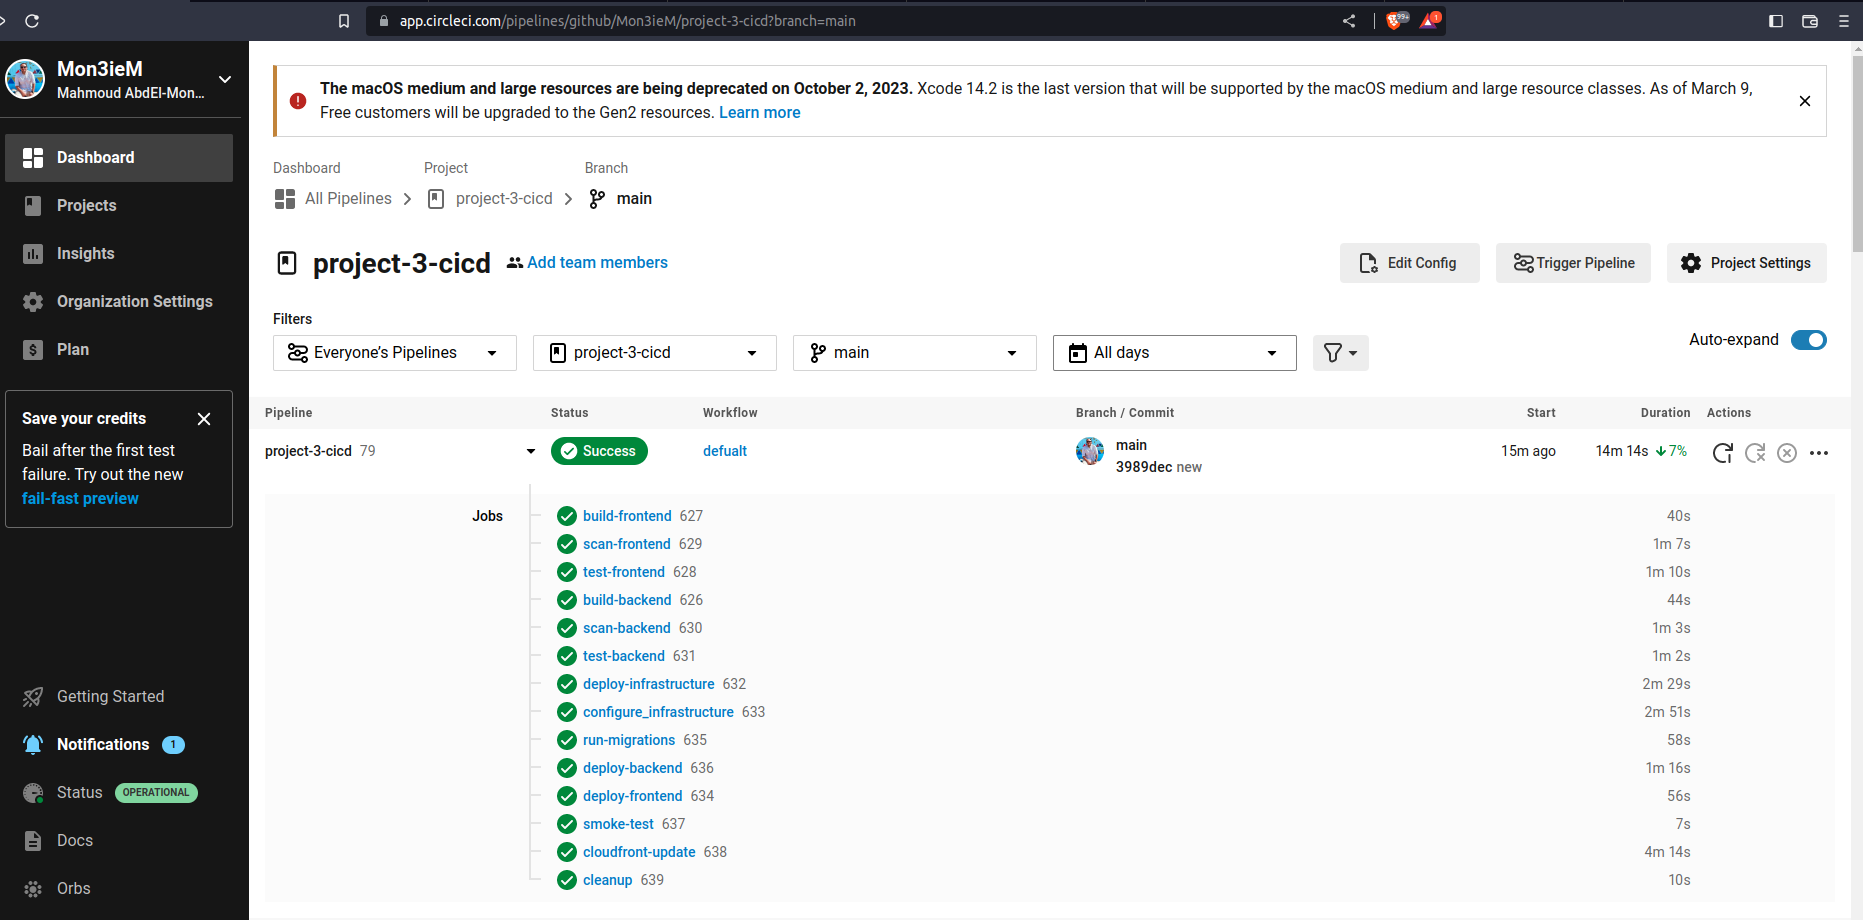 app.circleci.com/pipelines/github/Mon3ieM/project-3-cicd?branch=main
99+
1
Mon3ieM
Mahmoud AbdEl-Mon...
Dashboard
Projects
Insights
Organization Settings
Plan
Save your credits
Bail after the first test
failure. Try out the new
fail-fast preview
Getting Started
Notifications 1
Status OPERATIONAL
Docs
Orbs
The macOS medium and large resources are being deprecated on October 2, 2023. Xcode 14.2 is the last version that will be supported by the macOS medium and large resource classes. As of March 9,
Free customers will be upgraded to the Gen2 resources. Learn more
Dashboard Project Branch
All Pipelines project-3-cicd main
project-3-cicd Add team members
Edit Config Trigger Pipeline Project Settings
Filters
Everyone’s Pipelines project-3-cicd main All days
Auto-expand
Pipeline Status Workflow Branch / Commit Start Duration Actions
project-3-cicd 79 Success defualt main 15m ago 14m 14s 7%
3989dec new
Jobs build-frontend 627 40s
scan-frontend 629 1m 7s
test-frontend 628 1m 10s
build-backend 626 44s
scan-backend 630 1m 3s
test-backend 631 1m 2s
deploy-infrastructure 632 2m 29s
configure_infrastructure 633 2m 51s
run-migrations 635 58s
deploy-backend 636 1m 16s
deploy-frontend 634 56s
smoke-test 637 7s
cloudfront-update 638 4m 14s
cleanup 639 10s